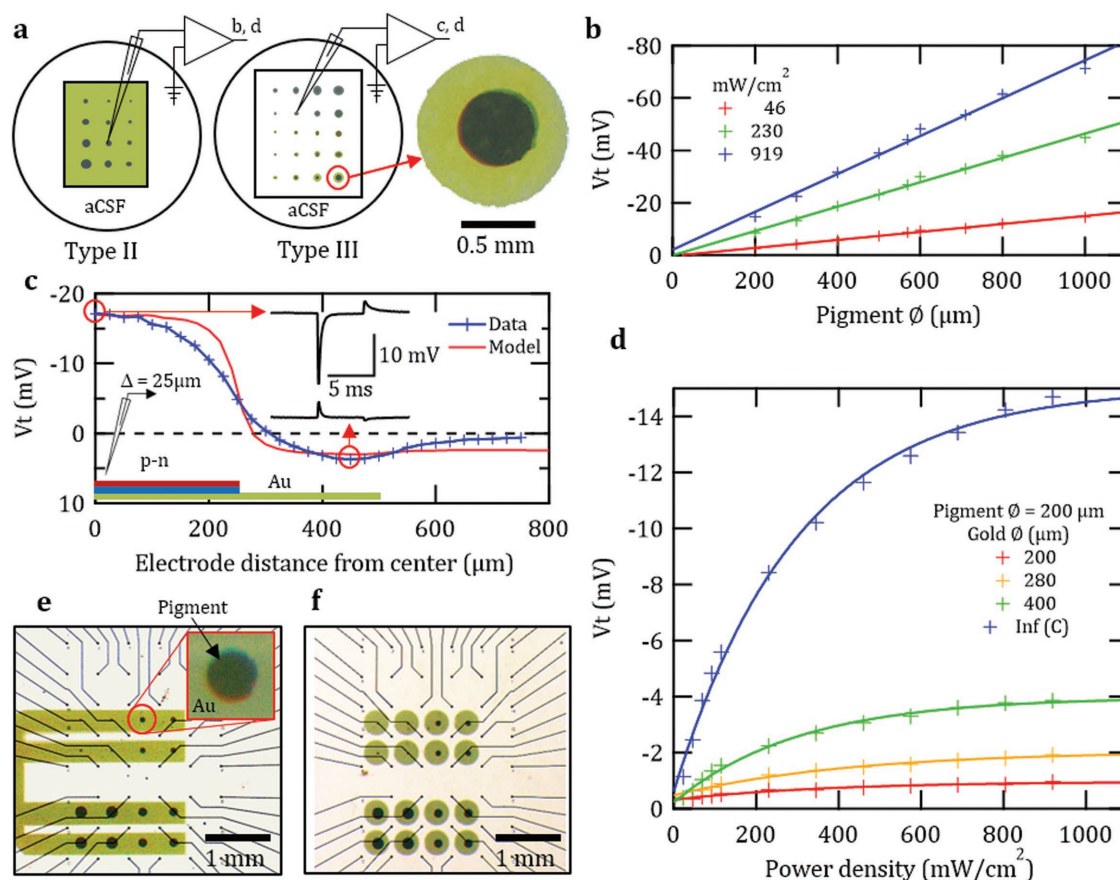 a
b, d
c, d
aCSF
aCSF
Type II
Type III
0.5 mm
b
-80
-60
-40
-20
0
Vt (mV)
mW/cm²
46
230
919
0
200
400
600
800
1000
Pigment Ø (µm)
c
-20
-10
0
10
Vt (mV)
Data
Model
10 mV
5 ms
Δ = 25µm
p-n
Au
0
200
400
600
800
Electrode distance from center (µm)
d
-14
-12
-10
-8
-6
-4
-2
0
Vt (mV)
Pigment Ø = 200 µm
Gold Ø (µm)
200
280
400
Inf (C)
0
200
400
600
800
1000
Power density (mW/cm²)
e
Pigment
Au
1 mm
f
1 mm